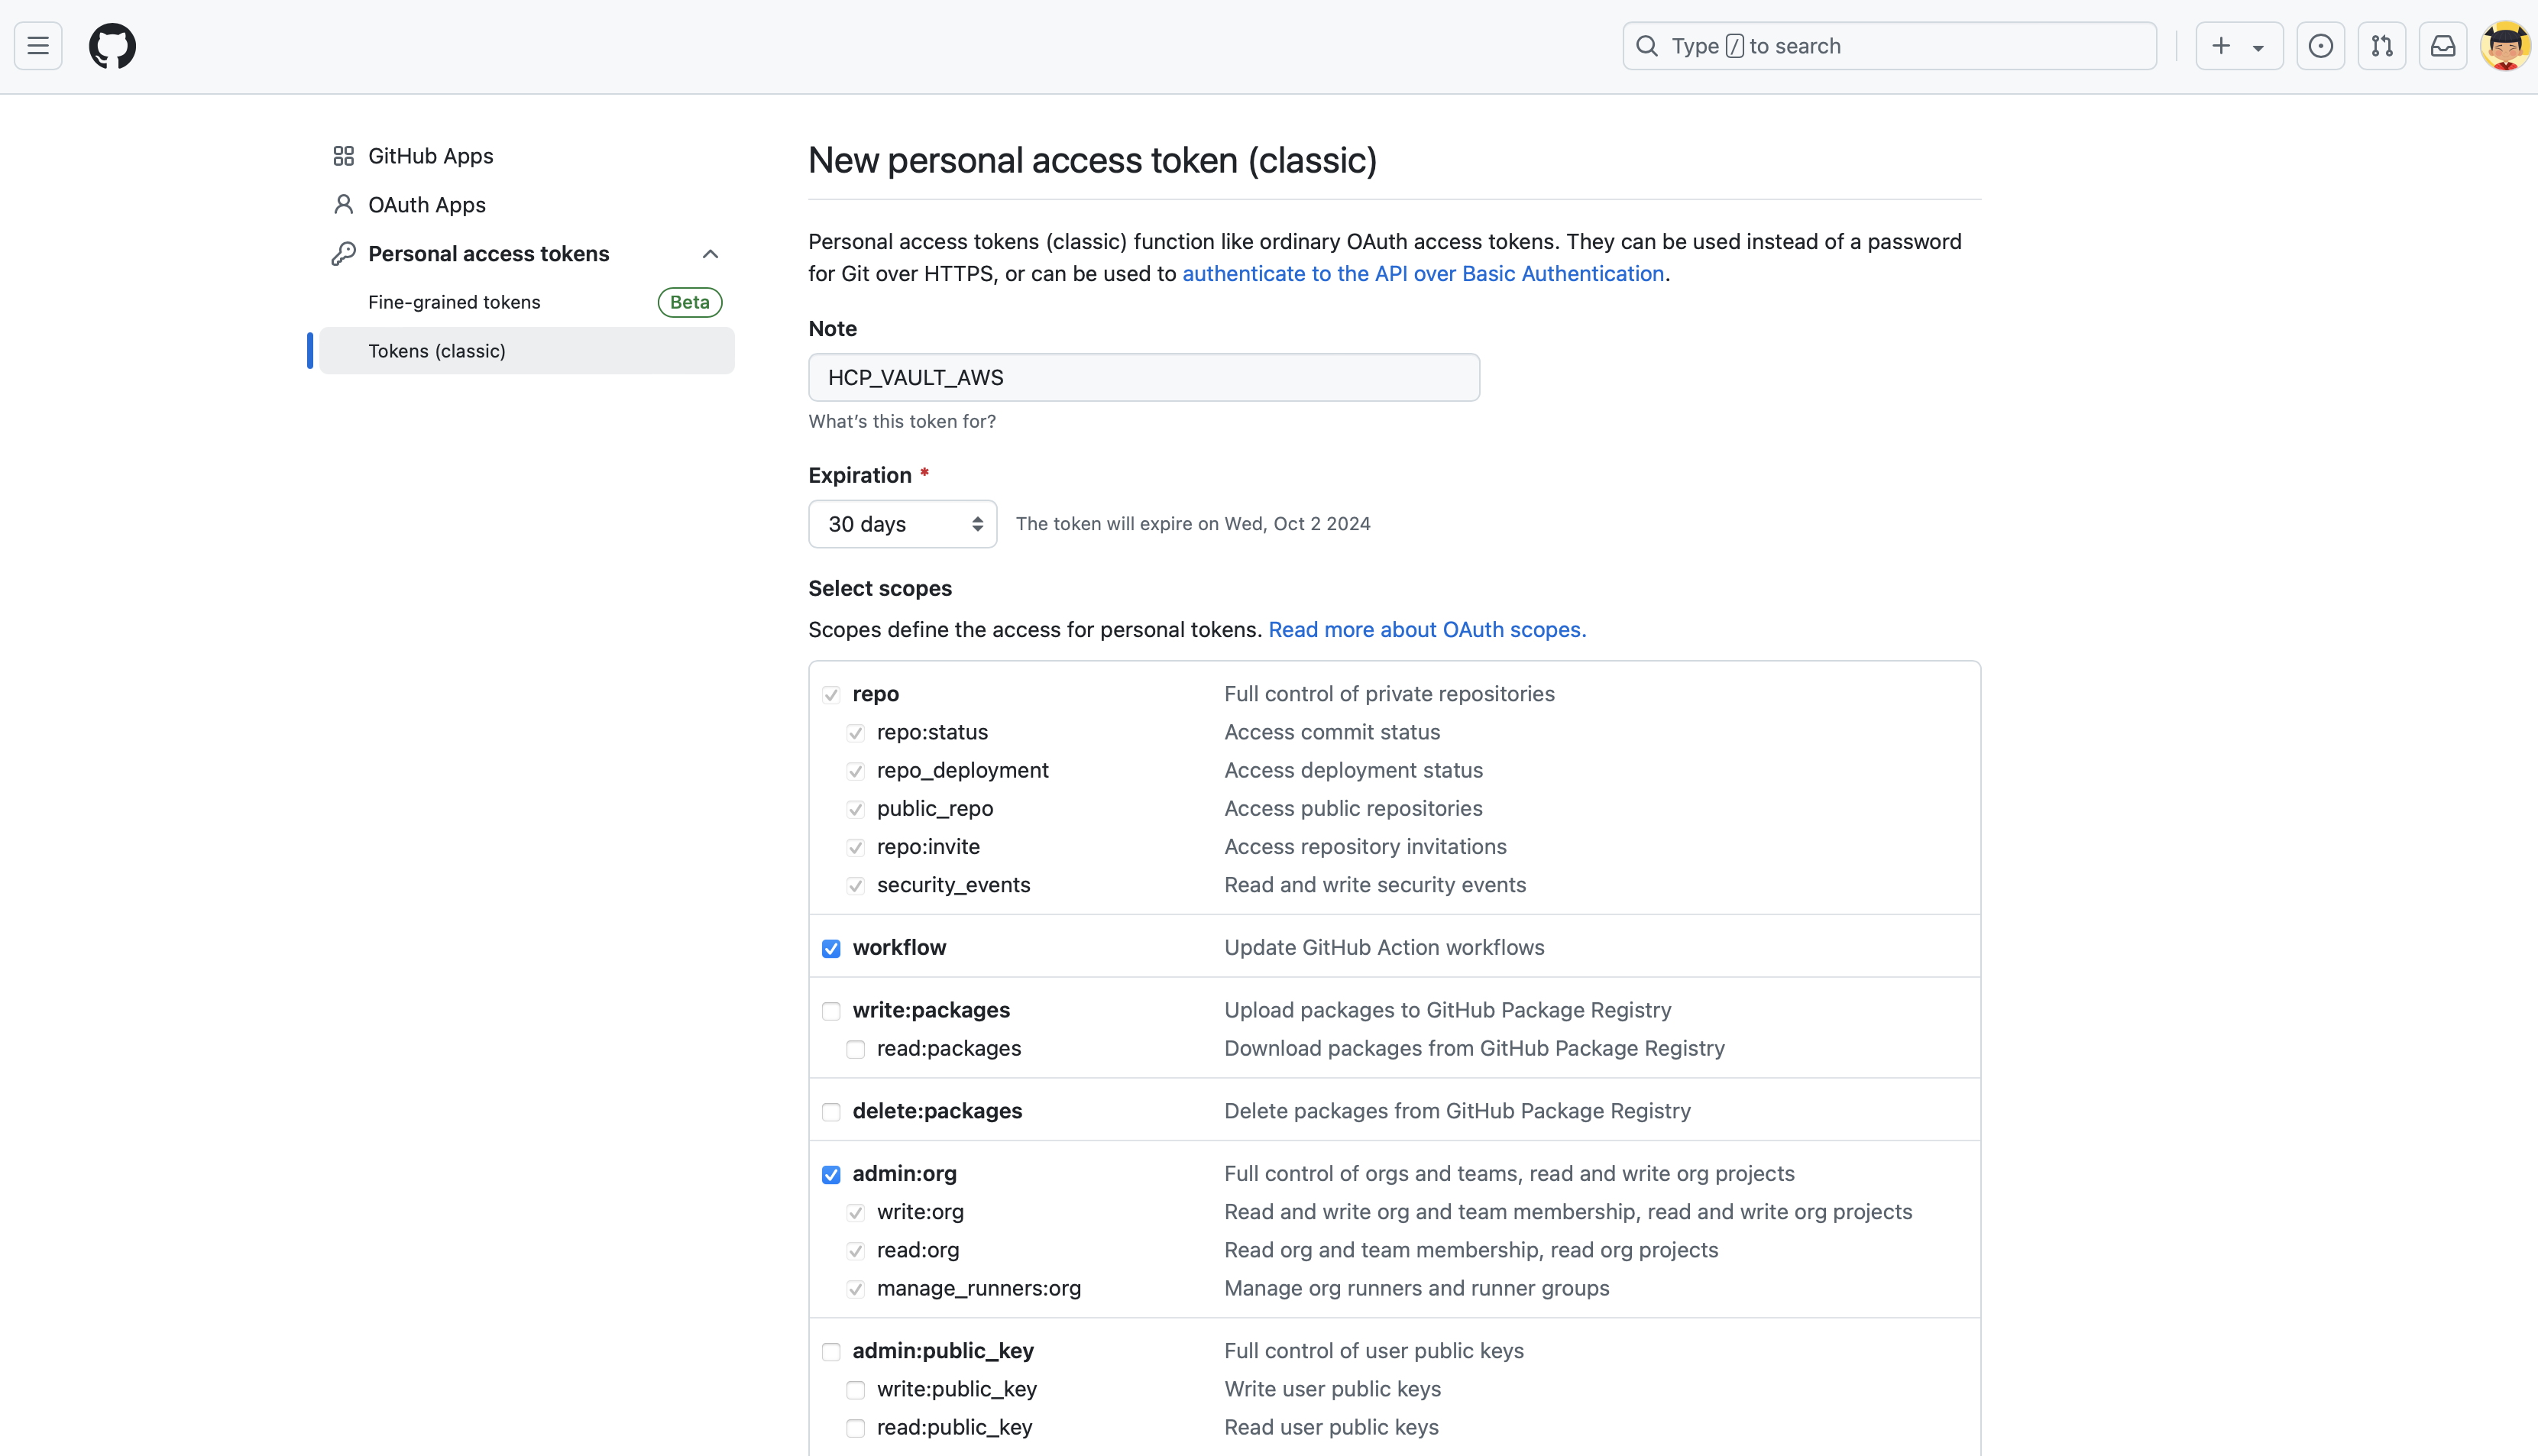 Type / to search
GitHub Apps
OAuth Apps
Personal access tokens
Fine-grained tokens Beta
Tokens (classic)
New personal access token (classic)
Personal access tokens (classic) function like ordinary OAuth access tokens. They can be used instead of a password
for Git over HTTPS, or can be used to authenticate to the API over Basic Authentication.
Note
HCP_VAULT_AWS
What's this token for?
Expiration *
30 days The token will expire on Wed, Oct 2 2024
Select scopes
Scopes define the access for personal tokens. Read more about OAuth scopes.
repo Full control of private repositories
repo:status Access commit status
repo_deployment Access deployment status
public_repo Access public repositories
repo:invite Access repository invitations
security_events Read and write security events
workflow Update GitHub Action workflows
write:packages Upload packages to GitHub Package Registry
read:packages Download packages from GitHub Package Registry
delete:packages Delete packages from GitHub Package Registry
admin:org Full control of orgs and teams, read and write org projects
write:org Read and write org and team membership, read and write org projects
read:org Read org and team membership, read org projects
manage_runners:org Manage org runners and runner groups
admin:public_key Full control of user public keys
write:public_key Write user public keys
read:public_key Read user public keys